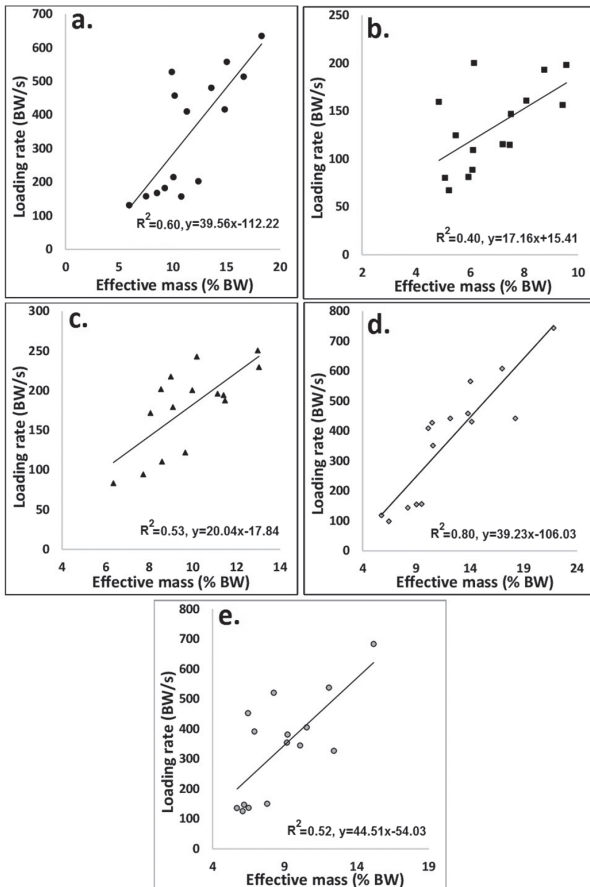 a.
Loading rate (BW/s)
700
600
500
400
300
200
100
0
R2=0.60, y=39.56x-112.22
0 5 10 15 20
Effective mass (% BW)
b.
Loading rate (BW/s)
250
200
150
100
50
0
R2=0.40, y=17.16x+15.41
2 4 6 8 10
Effective mass (% BW)
c.
Loading rate (BW/s)
300
250
200
150
100
50
0
R2=0.53, y=20.04x-17.84
4 6 8 10 12 14
Effective mass (% BW)
d.
Loading rate (BW/s)
800
700
600
500
400
300
200
100
0
R2=0.80, y=39.23x-106.03
4 9 14 18 24
Effective mass (% BW)
e.
Loading rate (BW/s)
800
700
600
500
400
300
200
100
0
R2=0.52, y=44.51x-54.03
4 9 14 19
Effective mass (% BW)